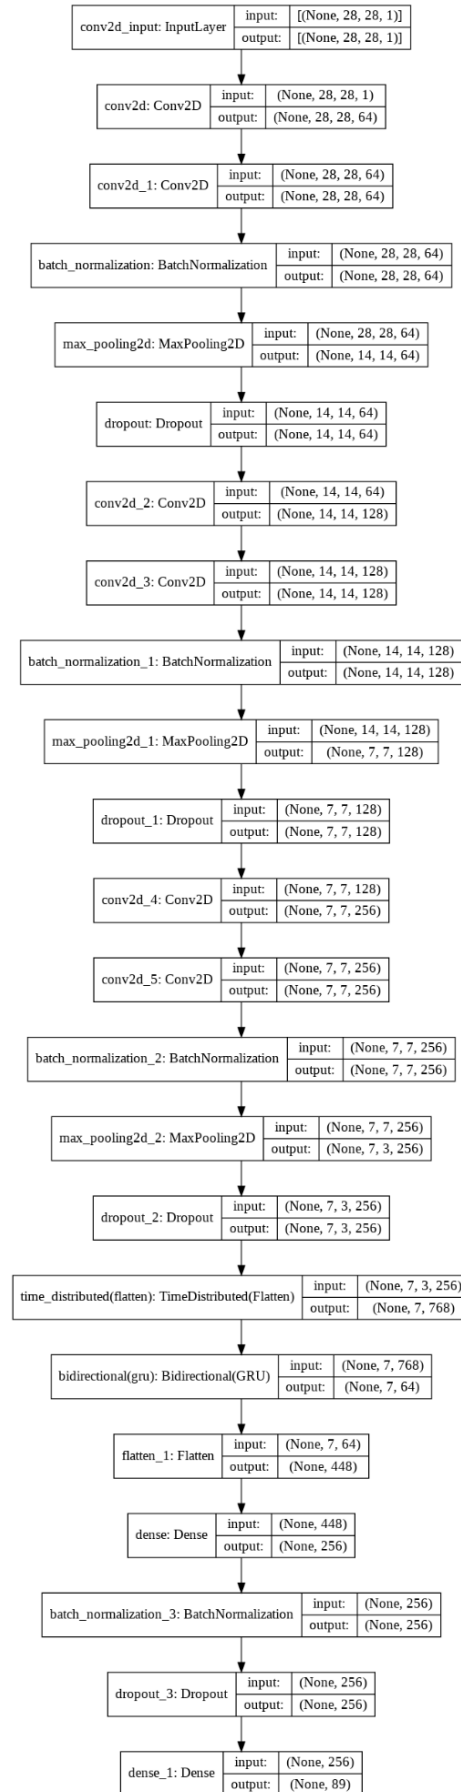 conv2d_input: InputLayer
input: [(None, 28, 28, 1)]
output: [(None, 28, 28, 1)]
conv2d: Conv2D
input: (None, 28, 28, 1)
output: (None, 28, 28, 64)
conv2d_1: Conv2D
input: (None, 28, 28, 64)
output: (None, 28, 28, 64)
batch_normalization: BatchNormalization
input: (None, 28, 28, 64)
output: (None, 28, 28, 64)
max_pooling2d: MaxPooling2D
input: (None, 28, 28, 64)
output: (None, 14, 14, 64)
dropout: Dropout
input: (None, 14, 14, 64)
output: (None, 14, 14, 64)
conv2d_2: Conv2D
input: (None, 14, 14, 64)
output: (None, 14, 14, 128)
conv2d_3: Conv2D
input: (None, 14, 14, 128)
output: (None, 14, 14, 128)
batch_normalization_1: BatchNormalization
input: (None, 14, 14, 128)
output: (None, 14, 14, 128)
max_pooling2d_1: MaxPooling2D
input: (None, 14, 14, 128)
output: (None, 7, 7, 128)
dropout_1: Dropout
input: (None, 7, 7, 128)
output: (None, 7, 7, 128)
conv2d_4: Conv2D
input: (None, 7, 7, 128)
output: (None, 7, 7, 256)
conv2d_5: Conv2D
input: (None, 7, 7, 256)
output: (None, 7, 7, 256)
batch_normalization_2: BatchNormalization
input: (None, 7, 7, 256)
output: (None, 7, 7, 256)
max_pooling2d_2: MaxPooling2D
input: (None, 7, 7, 256)
output: (None, 7, 3, 256)
dropout_2: Dropout
input: (None, 7, 3, 256)
output: (None, 7, 3, 256)
time_distributed(flatten): TimeDistributed(Flatten)
input: (None, 7, 3, 256)
output: (None, 7, 768)
bidirectional(gru): Bidirectional(GRU)
input: (None, 7, 768)
output: (None, 7, 64)
flatten_1: Flatten
input: (None, 7, 64)
output: (None, 448)
dense: Dense
input: (None, 448)
output: (None, 256)
batch_normalization_3: BatchNormalization
input: (None, 256)
output: (None, 256)
dropout_3: Dropout
input: (None, 256)
output: (None, 256)
dense_1: Dense
input: (None, 256)
output: (None, 89)